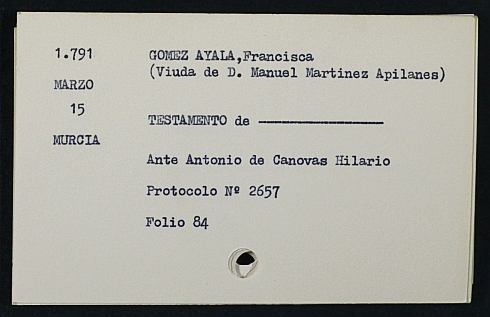 1.791
MARZO
15
MURCIA
GOMEZ AYALA,Francisca
(Viuda de D. Manuel Martinez Apilanes)
TESTAMENTO de ——————————
Ante Antonio de Canovas Hilario
Protocolo Nº 2657
Folio 84